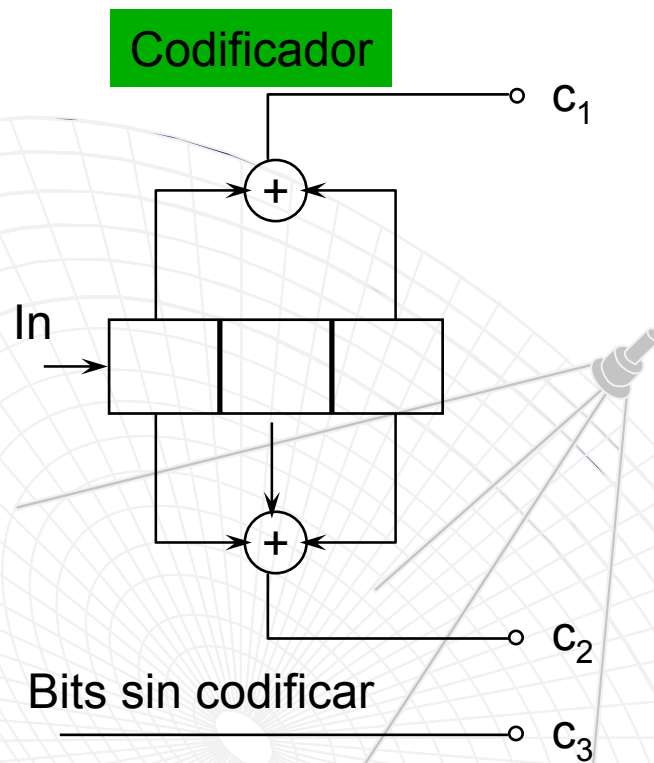 Codificador
c₁
+
In
+
c₂
Bits sin codificar
c₃